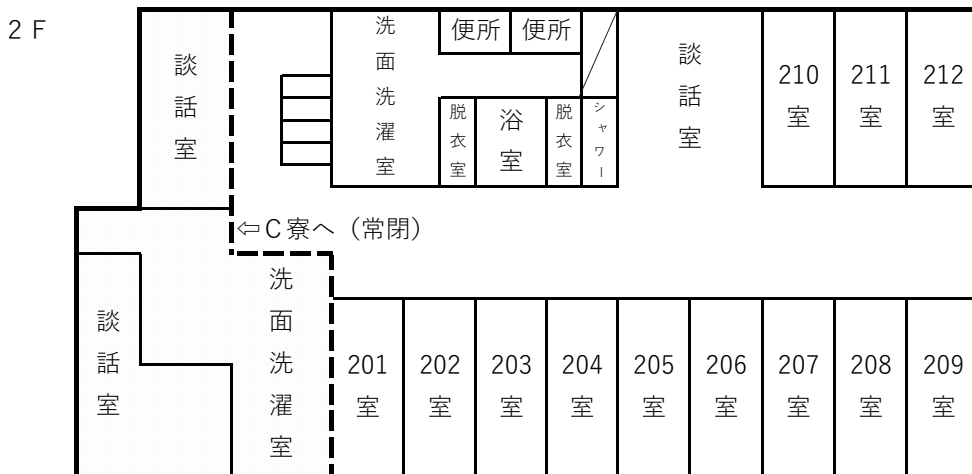 ２Ｆ
談話室
洗面洗濯室
便所
便所
脱衣室
浴室
脱衣室
シャワー
談話室
210室
211室
212室
⇦Ｃ寮へ（常閉）
談話室
洗面洗濯室
201室
202室
203室
204室
205室
206室
207室
208室
209室